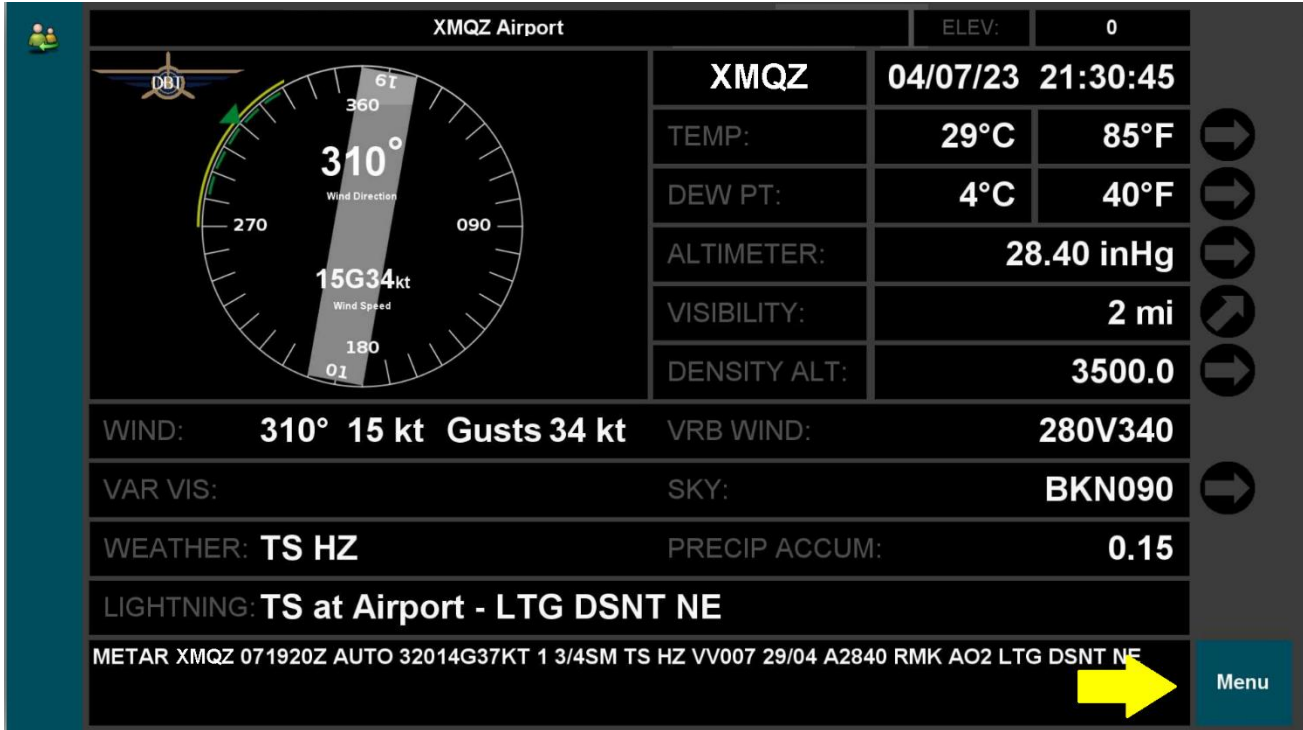 XMQZ Airport ELEV: 0
DBT
XMQZ 04/07/23 21:30:45
19
360
310°
Wind Direction
270 090
15G34kt
Wind Speed
180
01
TEMP: 29°C 85°F
DEW PT: 4°C 40°F
ALTIMETER: 28.40 inHg
VISIBILITY: 2 mi
DENSITY ALT: 3500.0
WIND: 310° 15 kt Gusts 34 kt VRB WIND: 280V340
VAR VIS: SKY: BKN090
WEATHER: TS HZ PRECIP ACCUM: 0.15
LIGHTNING: TS at Airport - LTG DSNT NE
METAR XMQZ 071920Z AUTO 32014G37KT 1 3/4SM TS HZ VV007 29/04 A2840 RMK AO2 LTG DSNT NE
Menu